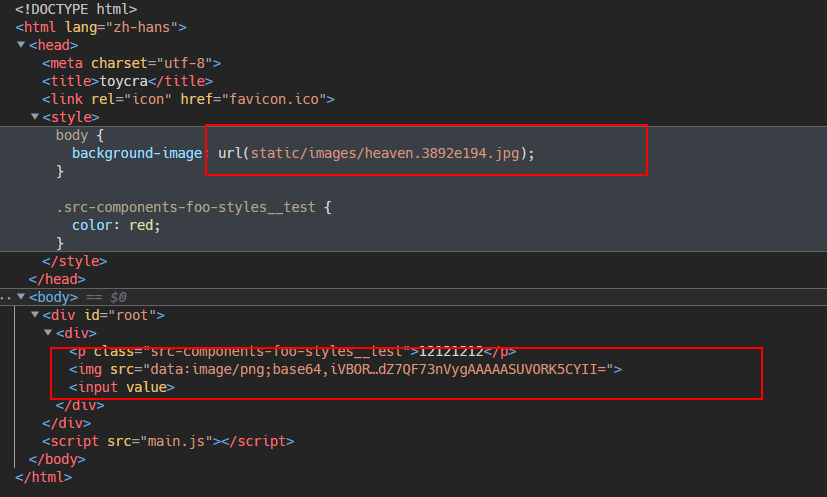 <!DOCTYPE html>
<html lang="zh-hans">
▼<head>
<meta charset="utf-8">
<title>toycra</title>
<link rel="icon" href="favicon.ico">
▼<style>
body {
background-image: url(static/images/heaven.3892e194.jpg);
}
.src-components-foo-styles__test {
color: red;
}
</style>
</head>
..▼<body> == $0
▼<div id="root">
▼<div>
<p class="src-components-foo-styles__test">12121212</p>
<img src="data:image/png;base64,iVBOR…dZ7QF73nVygAAAAASUVORK5CYII=">
<input value>
</div>
</div>
<script src="main.js"></script>
</body>
</html>